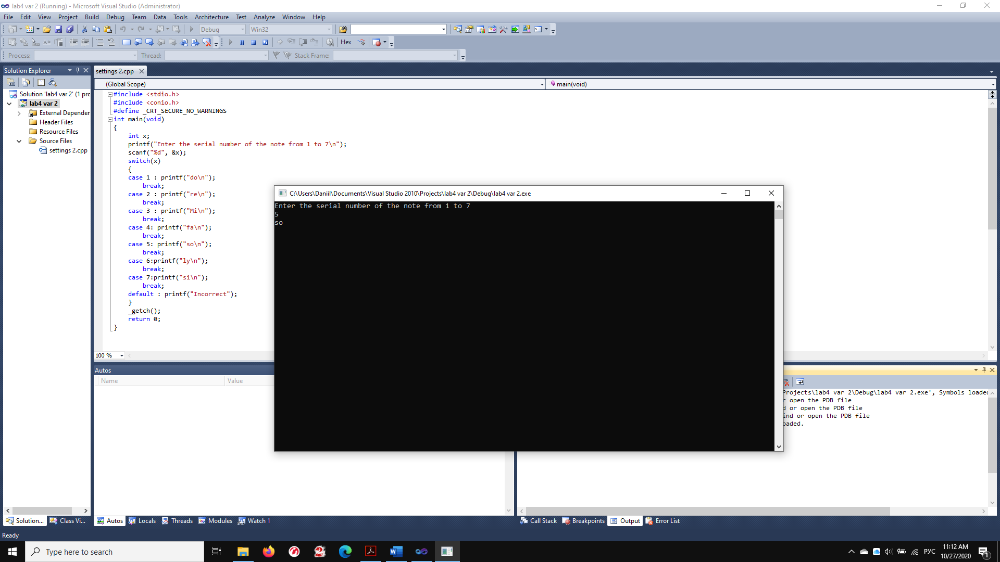 lab4 var 2 (Running) - Microsoft Visual Studio (Administrator)
File Edit View Project Build Debug Team Data Tools Architecture Test Analyze Window Help
Debug Win32
Hex
Process: Thread: Stack Frame:
Solution Explorer
settings 2.cpp
(Global Scope)
main(void)
Solution 'lab4 var 2' (1 pro
lab4 var 2
External Dependen
Header Files
Resource Files
Source Files
settings 2.cpp
#include <stdio.h>
#include <conio.h>
#define _CRT_SECURE_NO_WARNINGS
int main(void)
{
int x;
printf("Enter the serial number of the note from 1 to 7\n");
scanf("%d", &x);
switch(x)
{
case 1 : printf("do\n");
break;
case 2 : printf("re\n");
break;
case 3 : printf("Mi\n");
break;
case 4: printf("fa\n");
break;
case 5: printf("so\n");
break;
case 6:printf("ly\n");
break;
case 7:printf("si\n");
break;
default : printf("Incorrect");
}
_getch();
return 0;
}
100 %
C:\Users\Daniil\Documents\Visual Studio 2010\Projects\lab4 var 2\Debug\lab4 var 2.exe
Enter the serial number of the note from 1 to 7
5
so
Autos
Name Value
Projects\lab4 var 2\Debug\lab4 var 2.exe', Symbols loaded
r open the PDB file
d or open the PDB file
ind or open the PDB file
oaded.
Solution... Class Vi...
Autos Locals Threads Modules Watch 1
Call Stack Breakpoints Output Error List
Ready
Type here to search
РУС
11:12 AM
10/27/2020
1